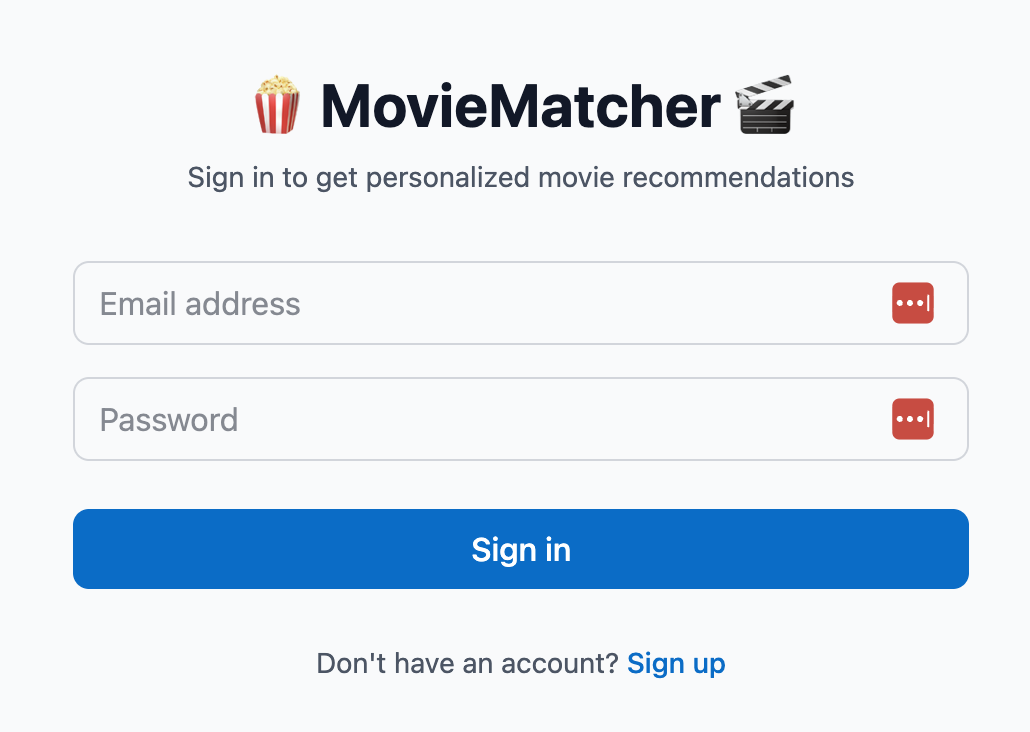 🍿 MovieMatcher 🎬
Sign in to get personalized movie recommendations
Email address
Password
Sign in
Don't have an account? Sign up